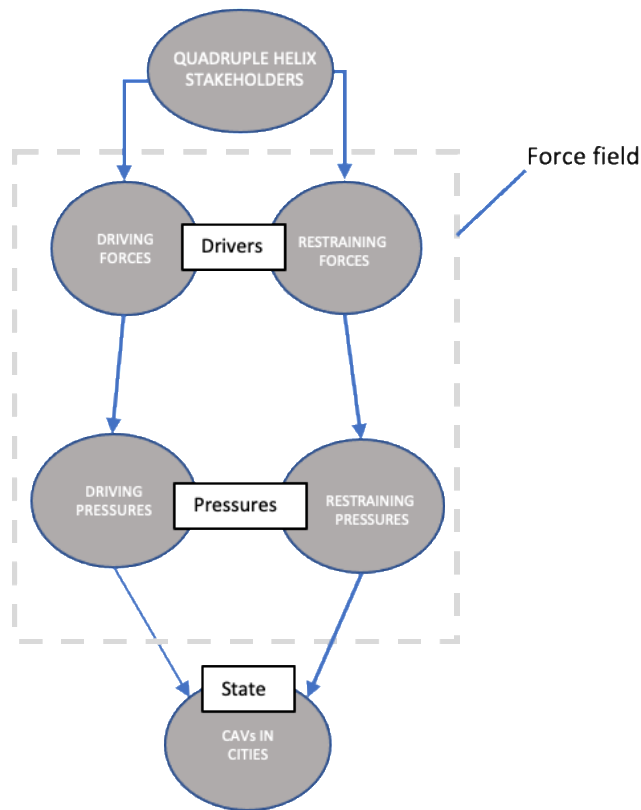 QUADRUPLE HELIX
STAKEHOLDERS
Force field
DRIVING
FORCES
Drivers
RESTRAINING
FORCES
DRIVING
PRESSURES
Pressures
RESTRAINING
PRESSURES
State
CAVs IN
CITIES